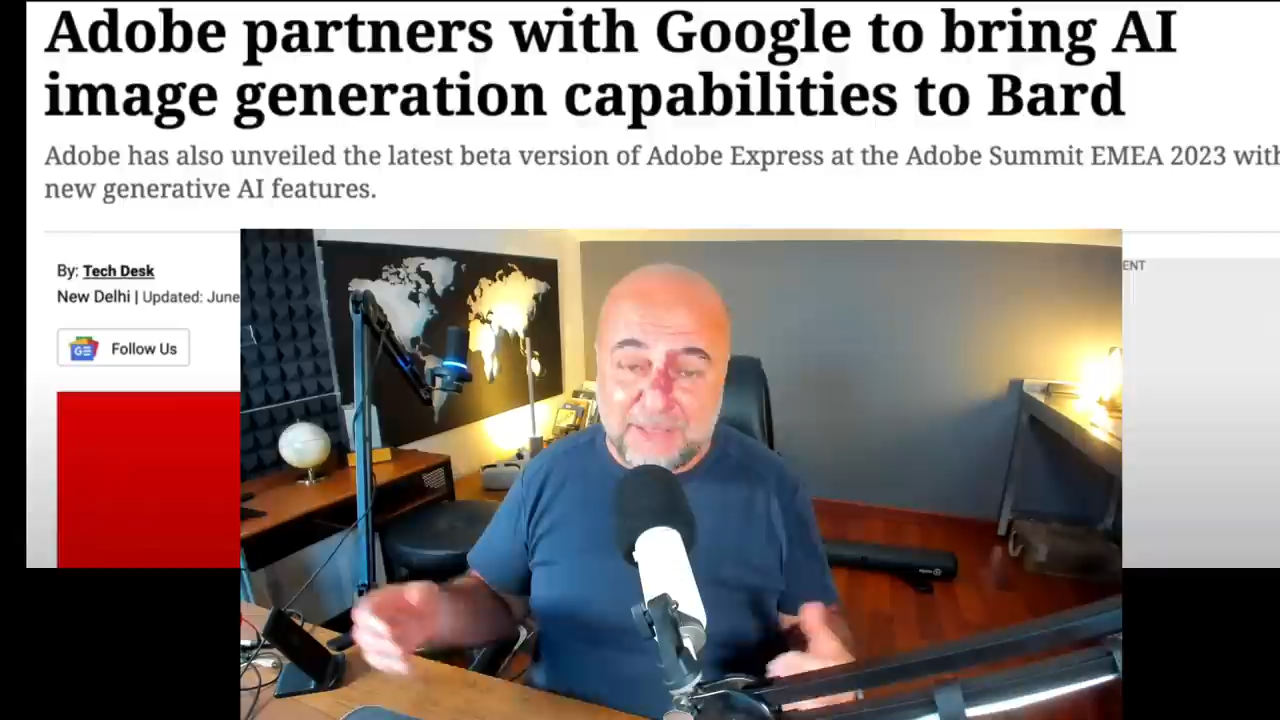 Adobe partners with Google to bring AI
image generation capabilities to Bard
Adobe has also unveiled the latest beta version of Adobe Express at the Adobe Summit EMEA 2023 with
new generative AI features.
By: Tech Desk
New Delhi | Updated: June
ENT
GE Follow Us